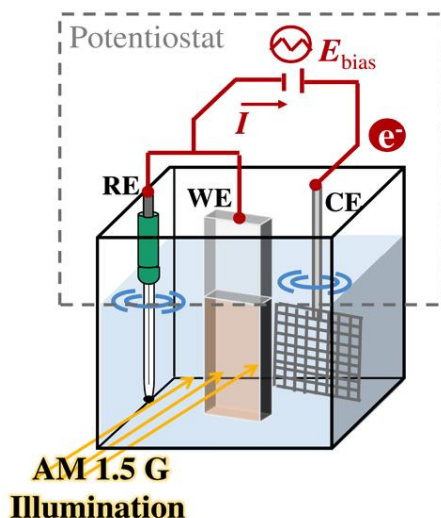 Potentiostat
E_bias
I
e⁻
RE
WE
CE
AM 1.5 G
Illumination